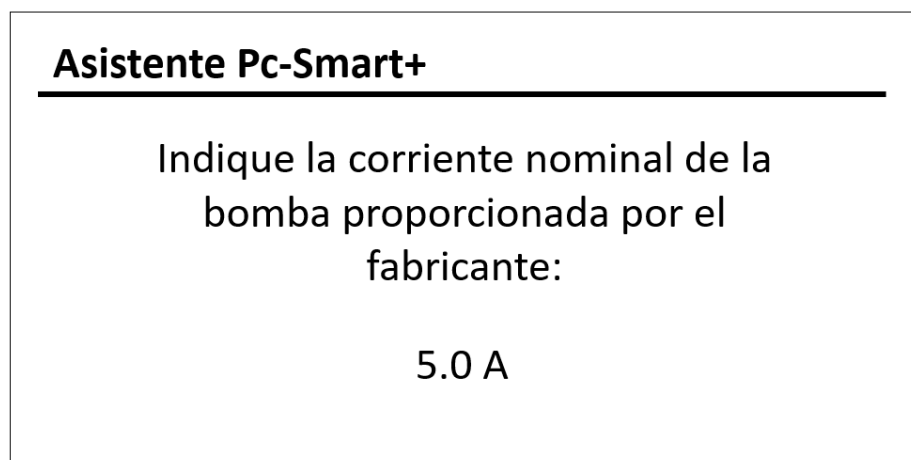 Asistente Pc-Smart+
Indique la corriente nominal de la
bomba proporcionada por el
fabricante:
5.0 A